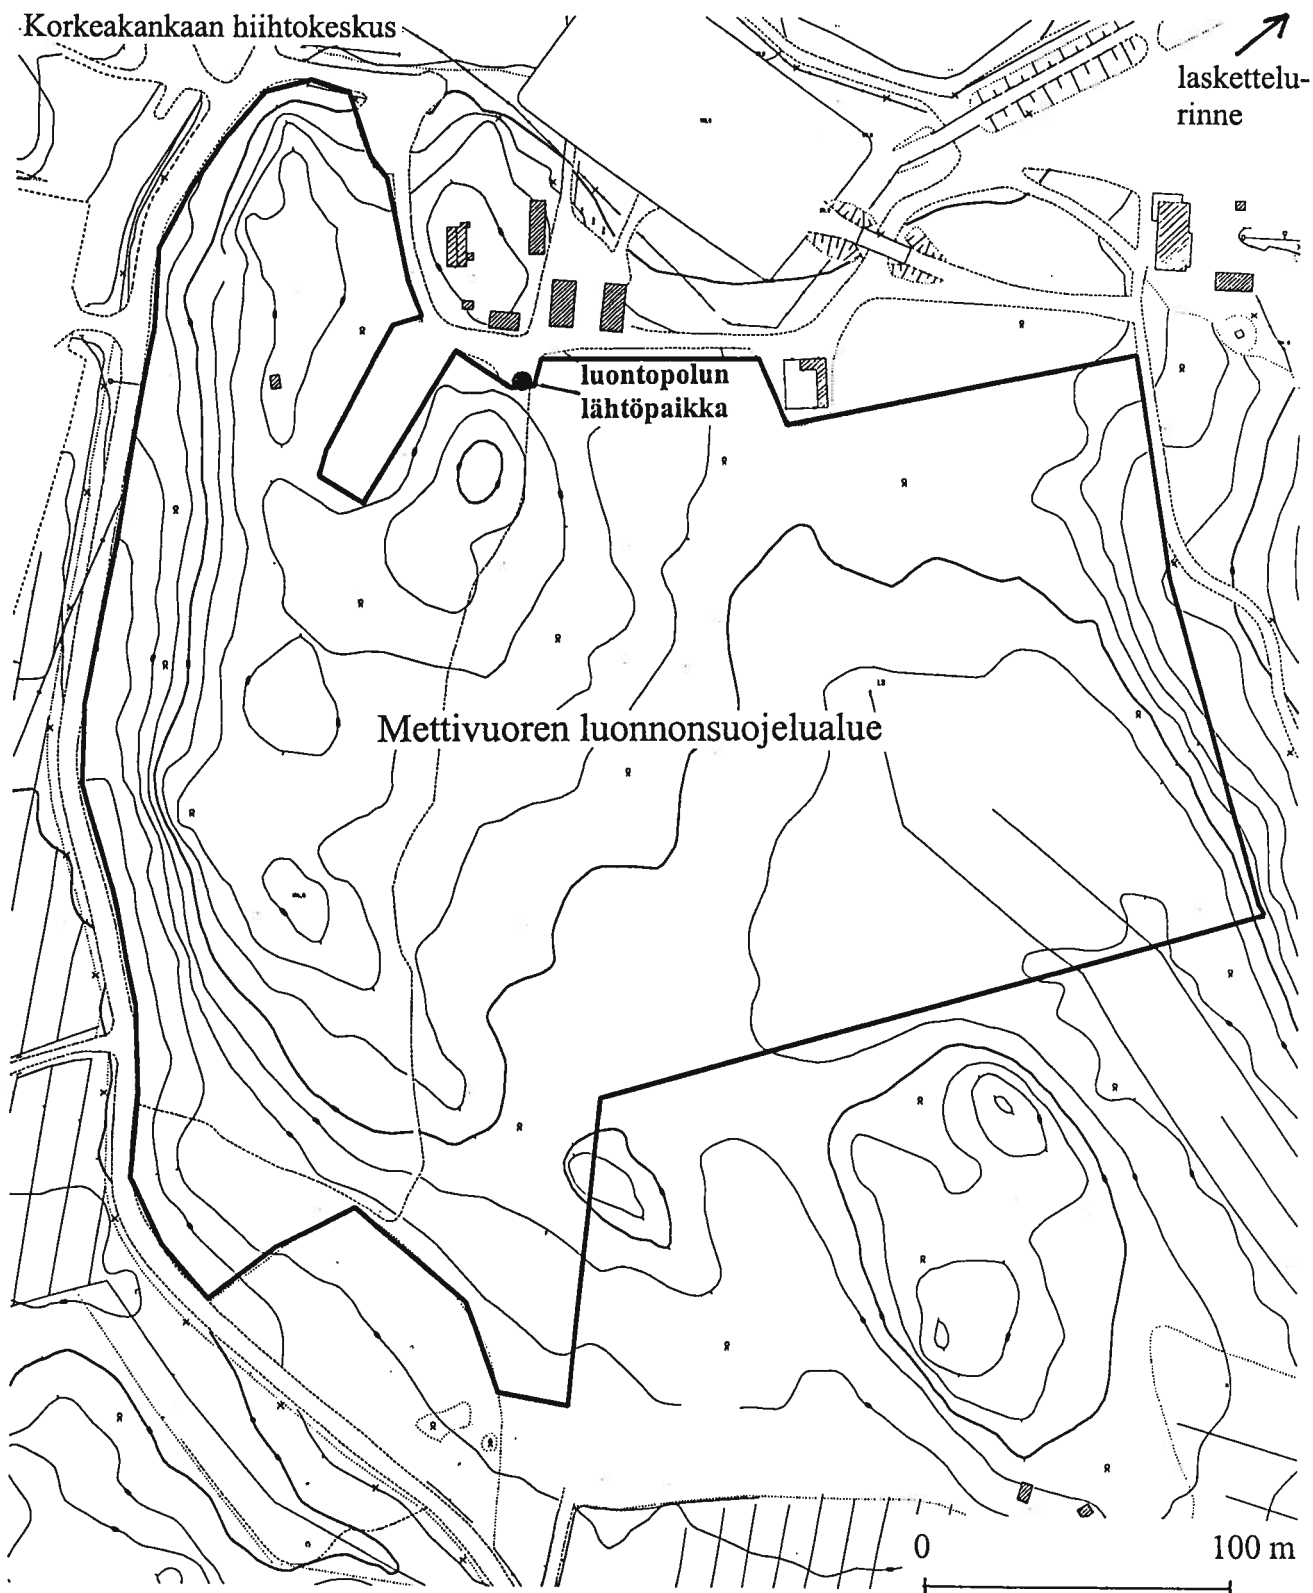 Korkeakankaan hiihtokeskus
laskettelu-
rinne
luontopolun
lähtöpaikka
Mettivuoren luonnonsuojelualue
0 100 m